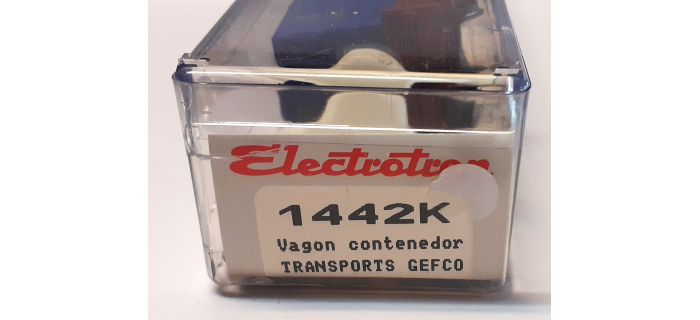 Electrotren
1442K
Vagon contenedor
TRANSPORTS GEFCO